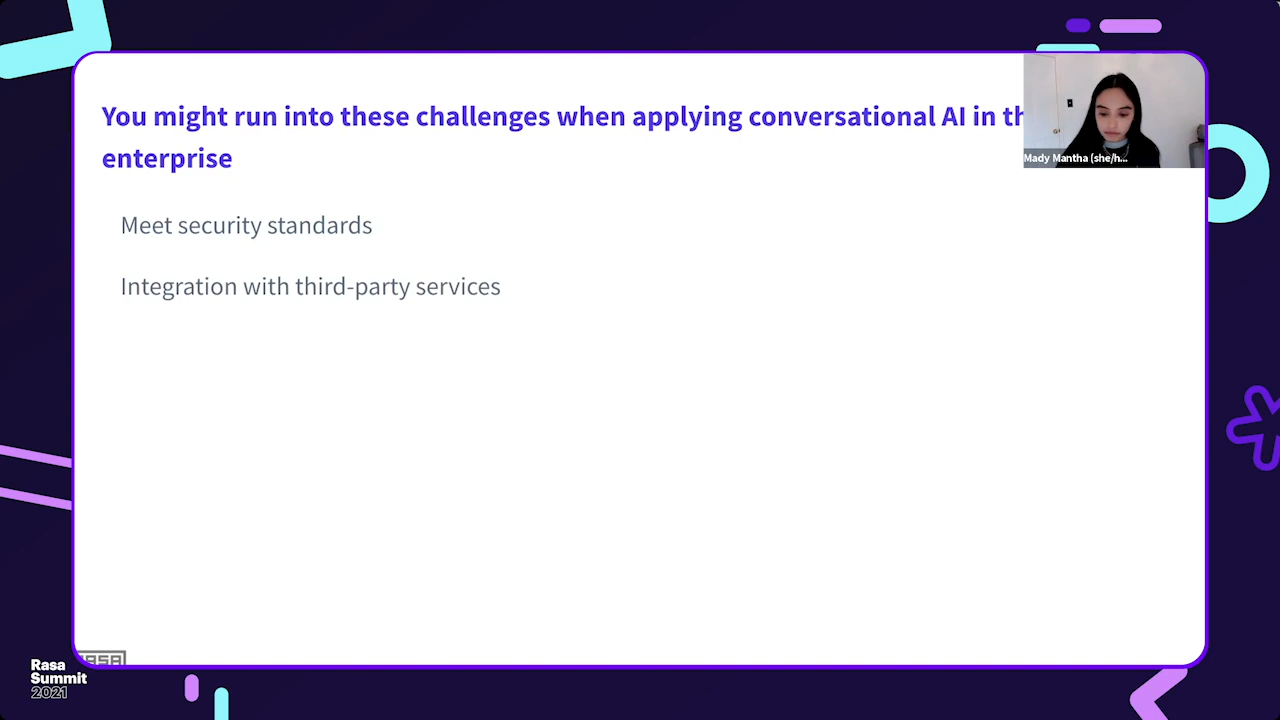 You might run into these challenges when applying conversational AI in th
enterprise
Mady Mantha (she/h...
Meet security standards
Integration with third-party services
RASA
Rasa
Summit
2021